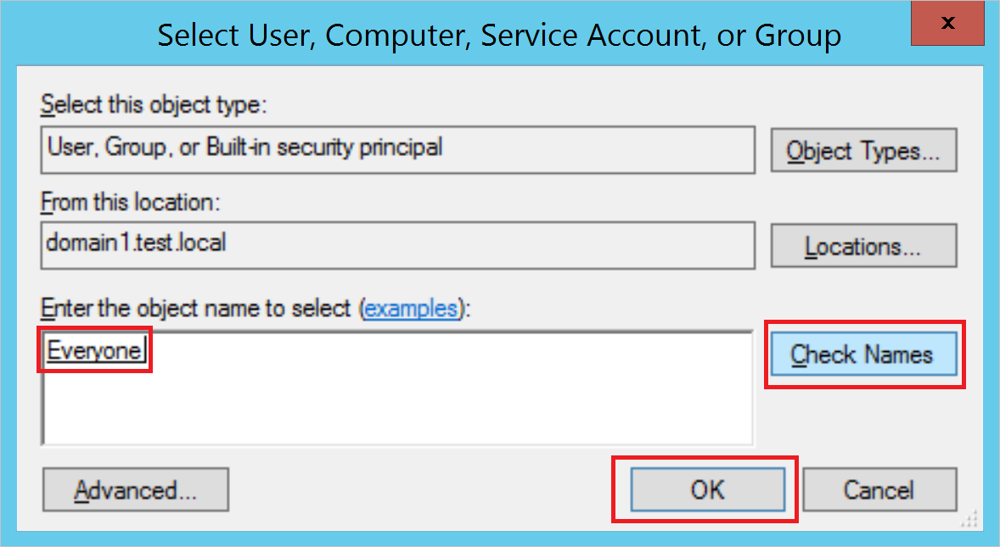 Select User, Computer, Service Account, or Group
x
Select this object type:
User, Group, or Built-in security principal
Object Types...
From this location:
domain1.test.local
Locations...
Enter the object name to select (examples):
Everyone
Check Names
Advanced...
OK
Cancel